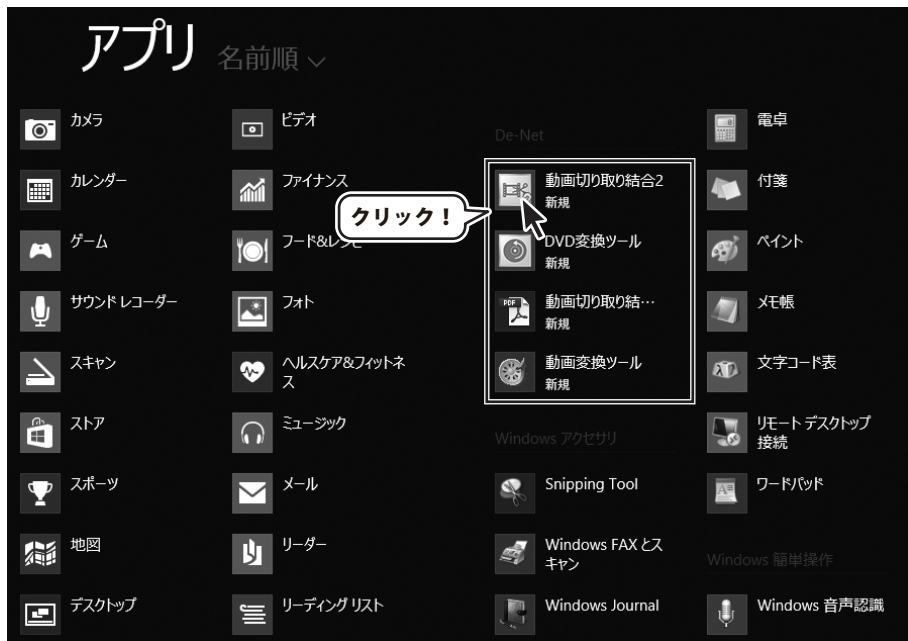 アプリ 名前順
カメラ
カレンダー
ゲーム
サウンド レコーダー
スキャン
ストア
スポーツ
地図
デスクトップ
ビデオ
ファイナンス
クリック！
フード&レシピ
フォト
ヘルスケア&フィットネ
ス
ミュージック
メール
リーダー
リーディング リスト
De-Net
動画切り取り結合2
新規
DVD変換ツール
新規
動画切り取り結…
新規
PDF
動画変換ツール
新規
Windows アクセサリ
Snipping Tool
Windows FAX とス
キャン
Windows Journal
電卓
付箋
ペイント
メモ帳
文字コード表
リモート デスクトップ
接続
ワードパッド
Windows 簡単操作
Windows 音声認識